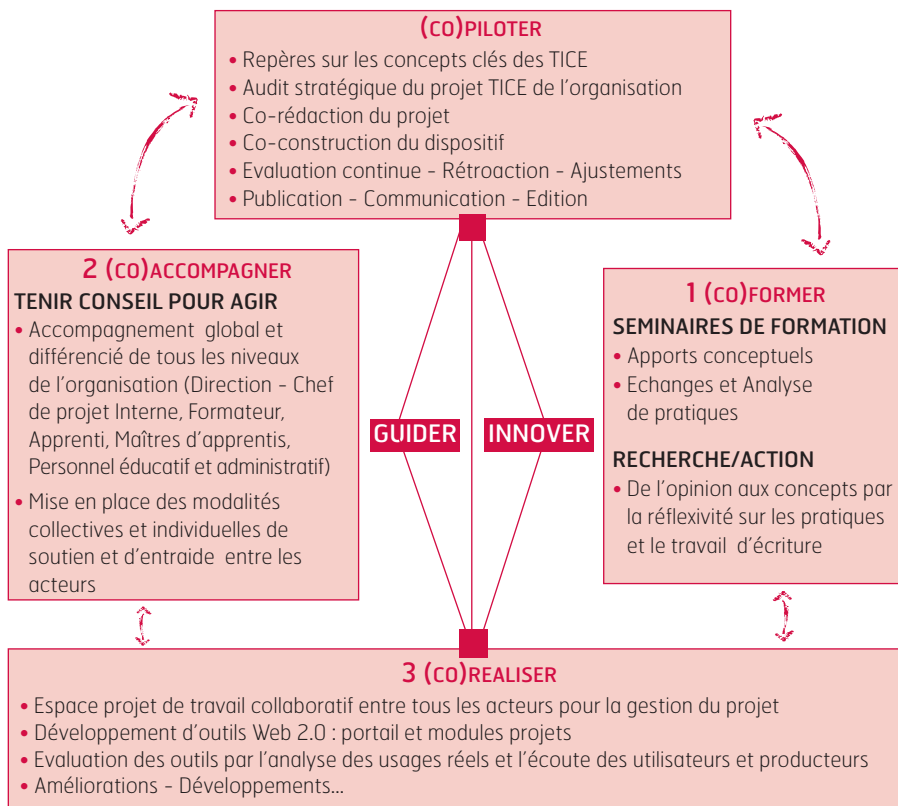 (CO)PILOTER
• Repères sur les concepts clés des TICE
• Audit stratégique du projet TICE de l'organisation
• Co-rédaction du projet
• Co-construction du dispositif
• Evaluation continue - Rétroaction - Ajustements
• Publication - Communication - Edition
2 (CO)ACCOMPAGNER
TENIR CONSEIL POUR AGIR
• Accompagnement global et
différencié de tous les niveaux
de l'organisation (Direction - Chef
de projet Interne, Formateur,
Apprenti, Maîtres d'apprentis,
Personnel éducatif et administratif)
• Mise en place des modalités
collectives et individuelles de
soutien et d'entraide entre les
acteurs
GUIDER
INNOVER
1 (CO)FORMER
SEMINAIRES DE FORMATION
• Apports conceptuels
• Echanges et Analyse
de pratiques
RECHERCHE/ACTION
• De l'opinion aux concepts par
la réflexivité sur les pratiques
et le travail d'écriture
3 (CO)REALISER
• Espace projet de travail collaboratif entre tous les acteurs pour la gestion du projet
• Développement d'outils Web 2.0 : portail et modules projets
• Evaluation des outils par l'analyse des usages réels et l'écoute des utilisateurs et producteurs
• Améliorations - Développements...